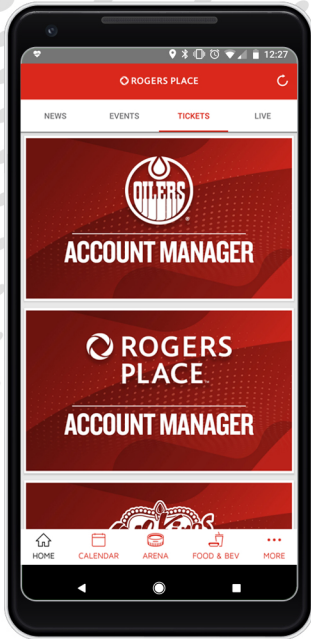 12:27
ROGERS PLACE
NEWS EVENTS TICKETS LIVE
OILERS
ACCOUNT MANAGER
ROGERS
PLACE
ACCOUNT MANAGER
HOME CALENDAR ARENA FOOD & BEV MORE